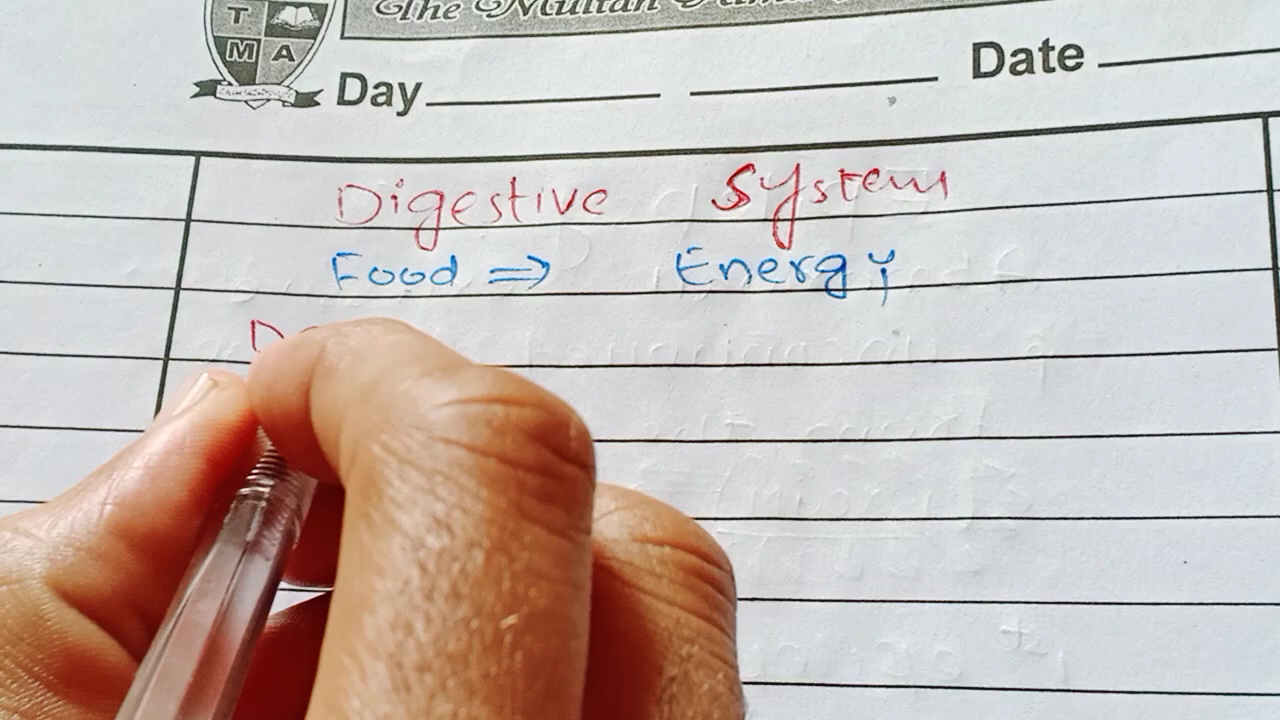 The Multan
T
M A
Day Date
Digestive System
Food ⇒ Energy